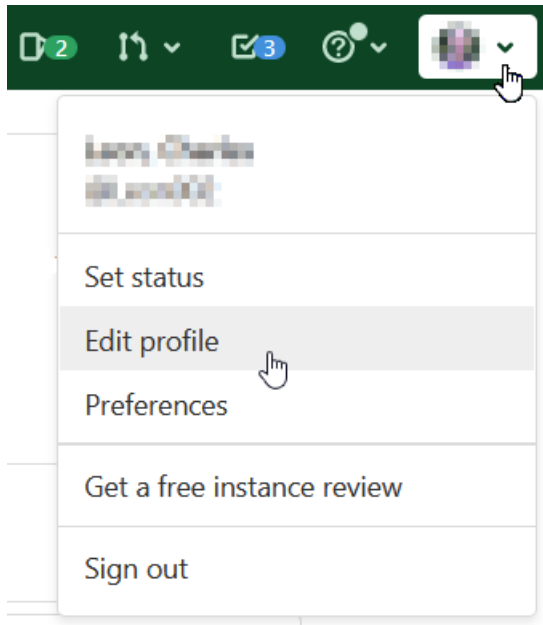 2
3
Set status
Edit profile
Preferences
Get a free instance review
Sign out